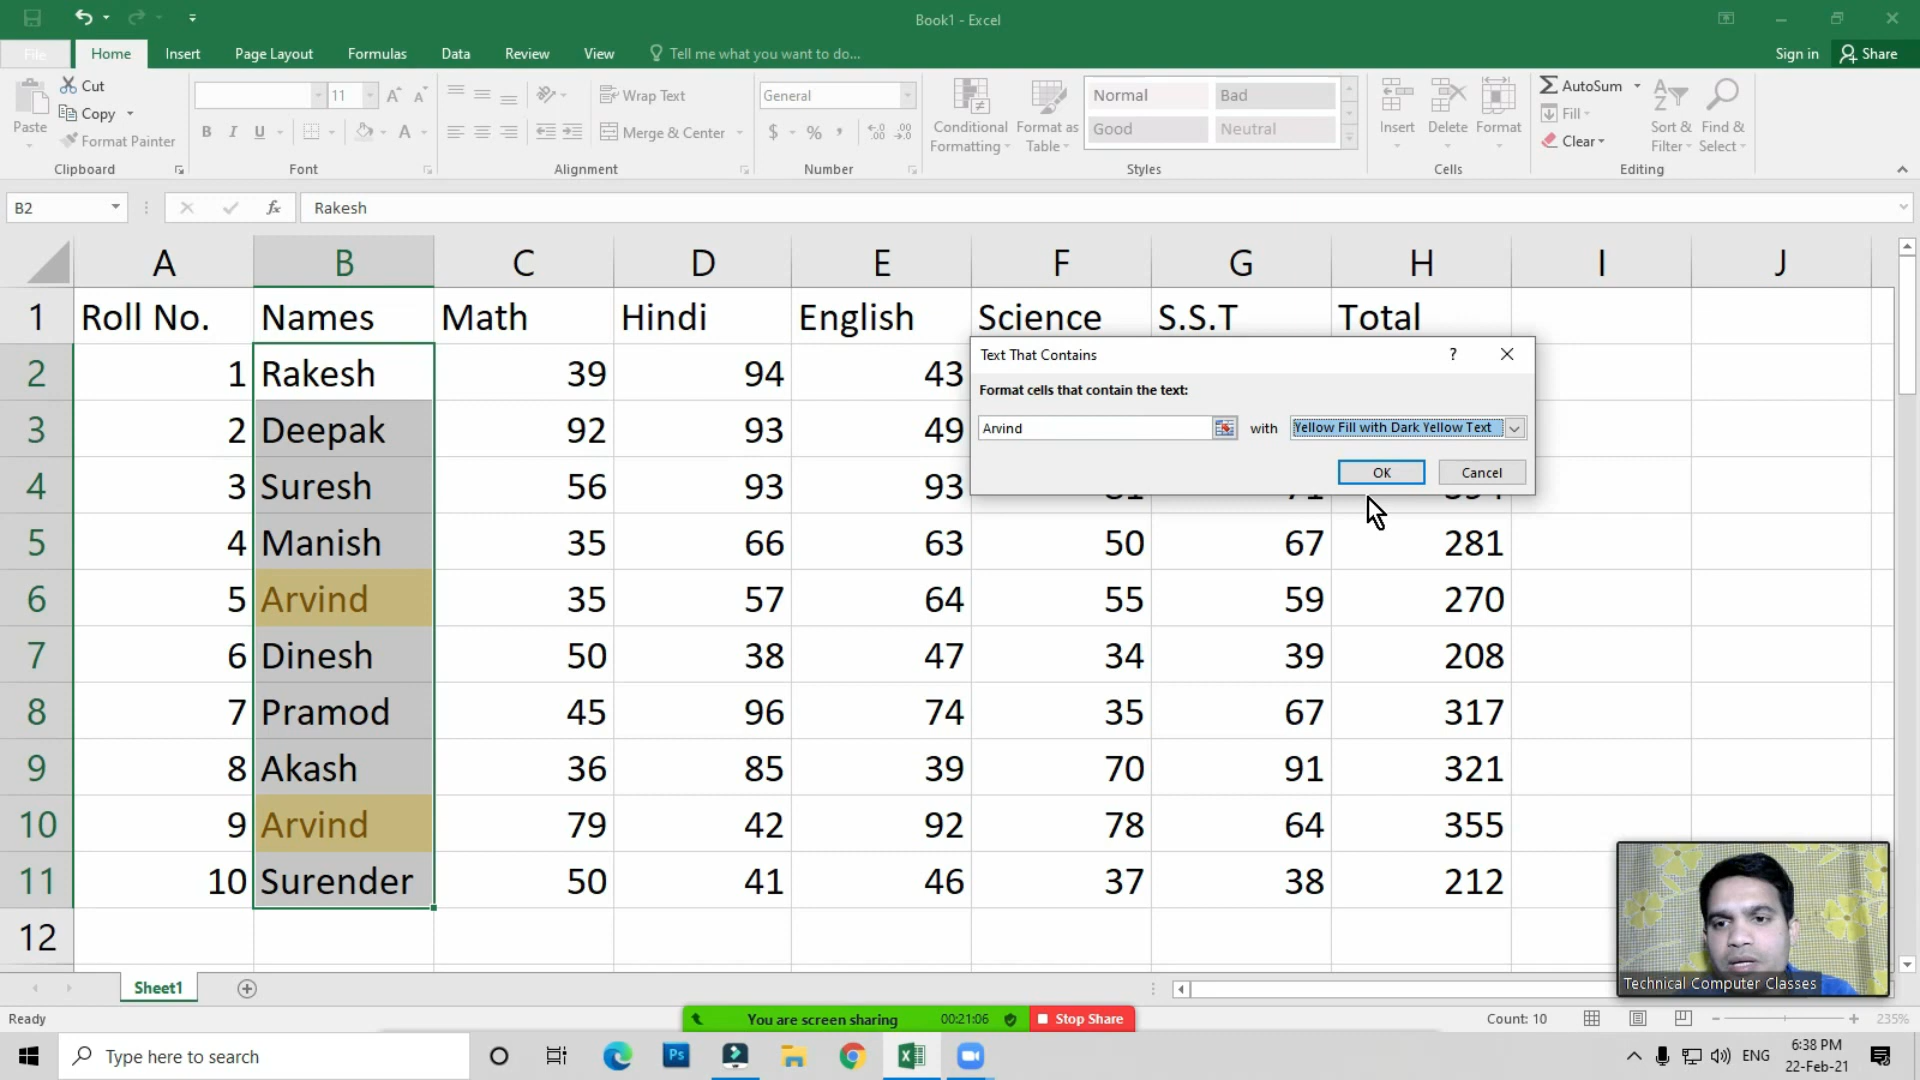 Book1 - Excel
File Home Insert Page Layout Formulas Data Review View Tell me what you want to do... Sign in Share
Paste Cut Copy Format Painter
Clipboard
11
B I U A
Font
Wrap Text
Merge & Center
Alignment
General
$ % ,
Number
Conditional Formatting Format as Table
Normal Bad
Good Neutral
Styles
Insert Delete Format
Cells
AutoSum Fill Clear
Sort & Filter Find & Select
Editing
B2 fx Rakesh
A B C D E F G H I J
1 Roll No. Names Math Hindi English Science S.S.T Total
2 1 Rakesh 39 94 43
3 2 Deepak 92 93 49
4 3 Suresh 56 93 93
5 4 Manish 35 66 63 50 67 281
6 5 Arvind 35 57 64 55 59 270
7 6 Dinesh 50 38 47 34 39 208
8 7 Pramod 45 96 74 35 67 317
9 8 Akash 36 85 39 70 91 321
10 9 Arvind 79 42 92 78 64 355
11 10 Surender 50 41 46 37 38 212
12
Text That Contains ?
Format cells that contain the text:
Arvind with Yellow Fill with Dark Yellow Text
OK Cancel
Technical Computer Classes
Sheet1
Ready Count: 10 235%
You are screen sharing 00:21:06 Stop Share
Type here to search
Ps
ENG
6:38 PM
22-Feb-21